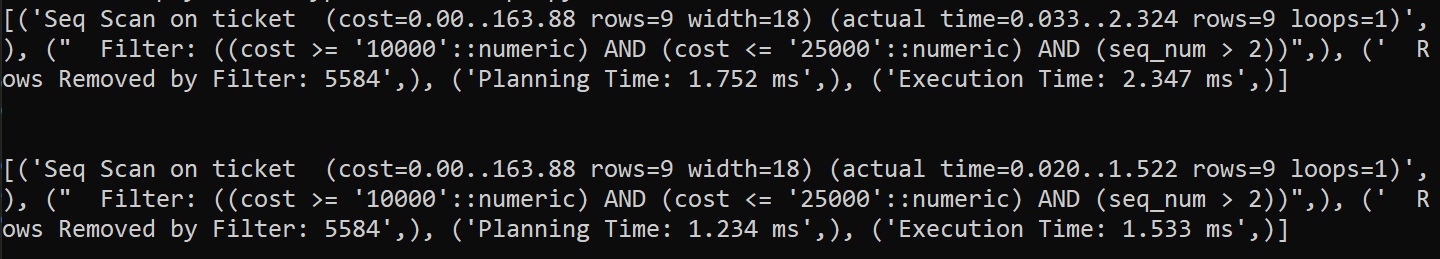 [('Seq Scan on ticket  (cost=0.00..163.88 rows=9 width=18) (actual time=0.033..2.324 rows=9 loops=1)',
), ("  Filter: ((cost >= '10000'::numeric) AND (cost <= '25000'::numeric) AND (seq_num > 2))",), ('  R
ows Removed by Filter: 5584',), ('Planning Time: 1.752 ms',), ('Execution Time: 2.347 ms',)]
[('Seq Scan on ticket  (cost=0.00..163.88 rows=9 width=18) (actual time=0.020..1.522 rows=9 loops=1)',
), ("  Filter: ((cost >= '10000'::numeric) AND (cost <= '25000'::numeric) AND (seq_num > 2))",), ('  R
ows Removed by Filter: 5584',), ('Planning Time: 1.234 ms',), ('Execution Time: 1.533 ms',)]